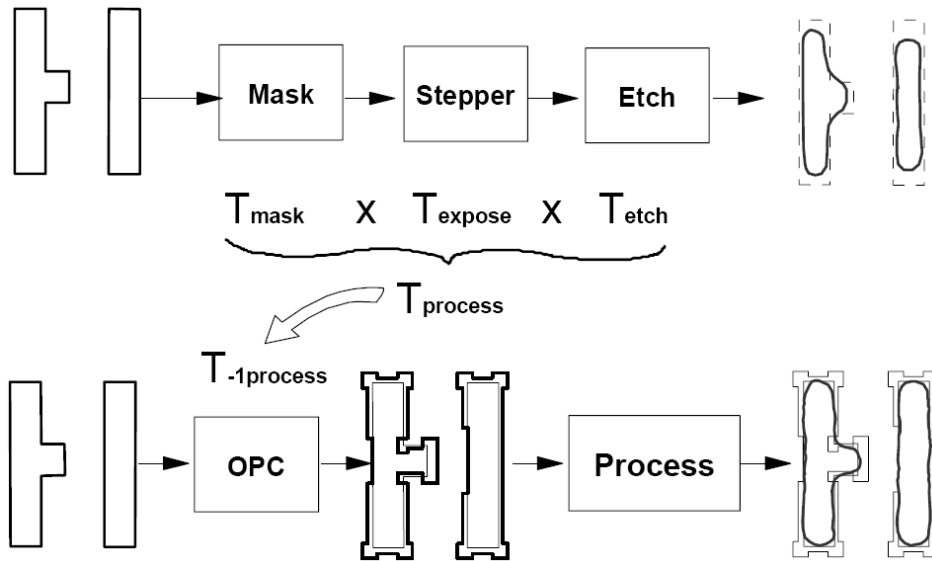 Mask Stepper Etch
Tmask x Texpose x Tetch
Tprocess
T-1process
OPC Process